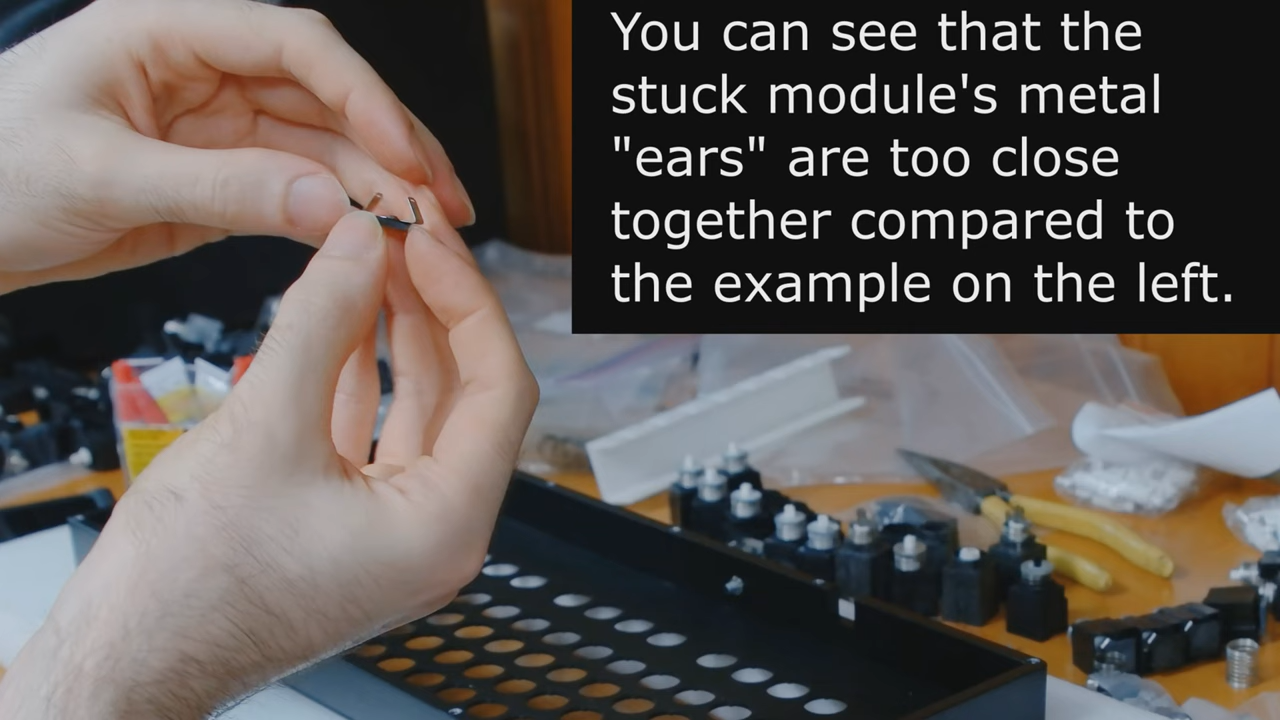 You can see that the
stuck module's metal
"ears" are too close
together compared to
the example on the left.